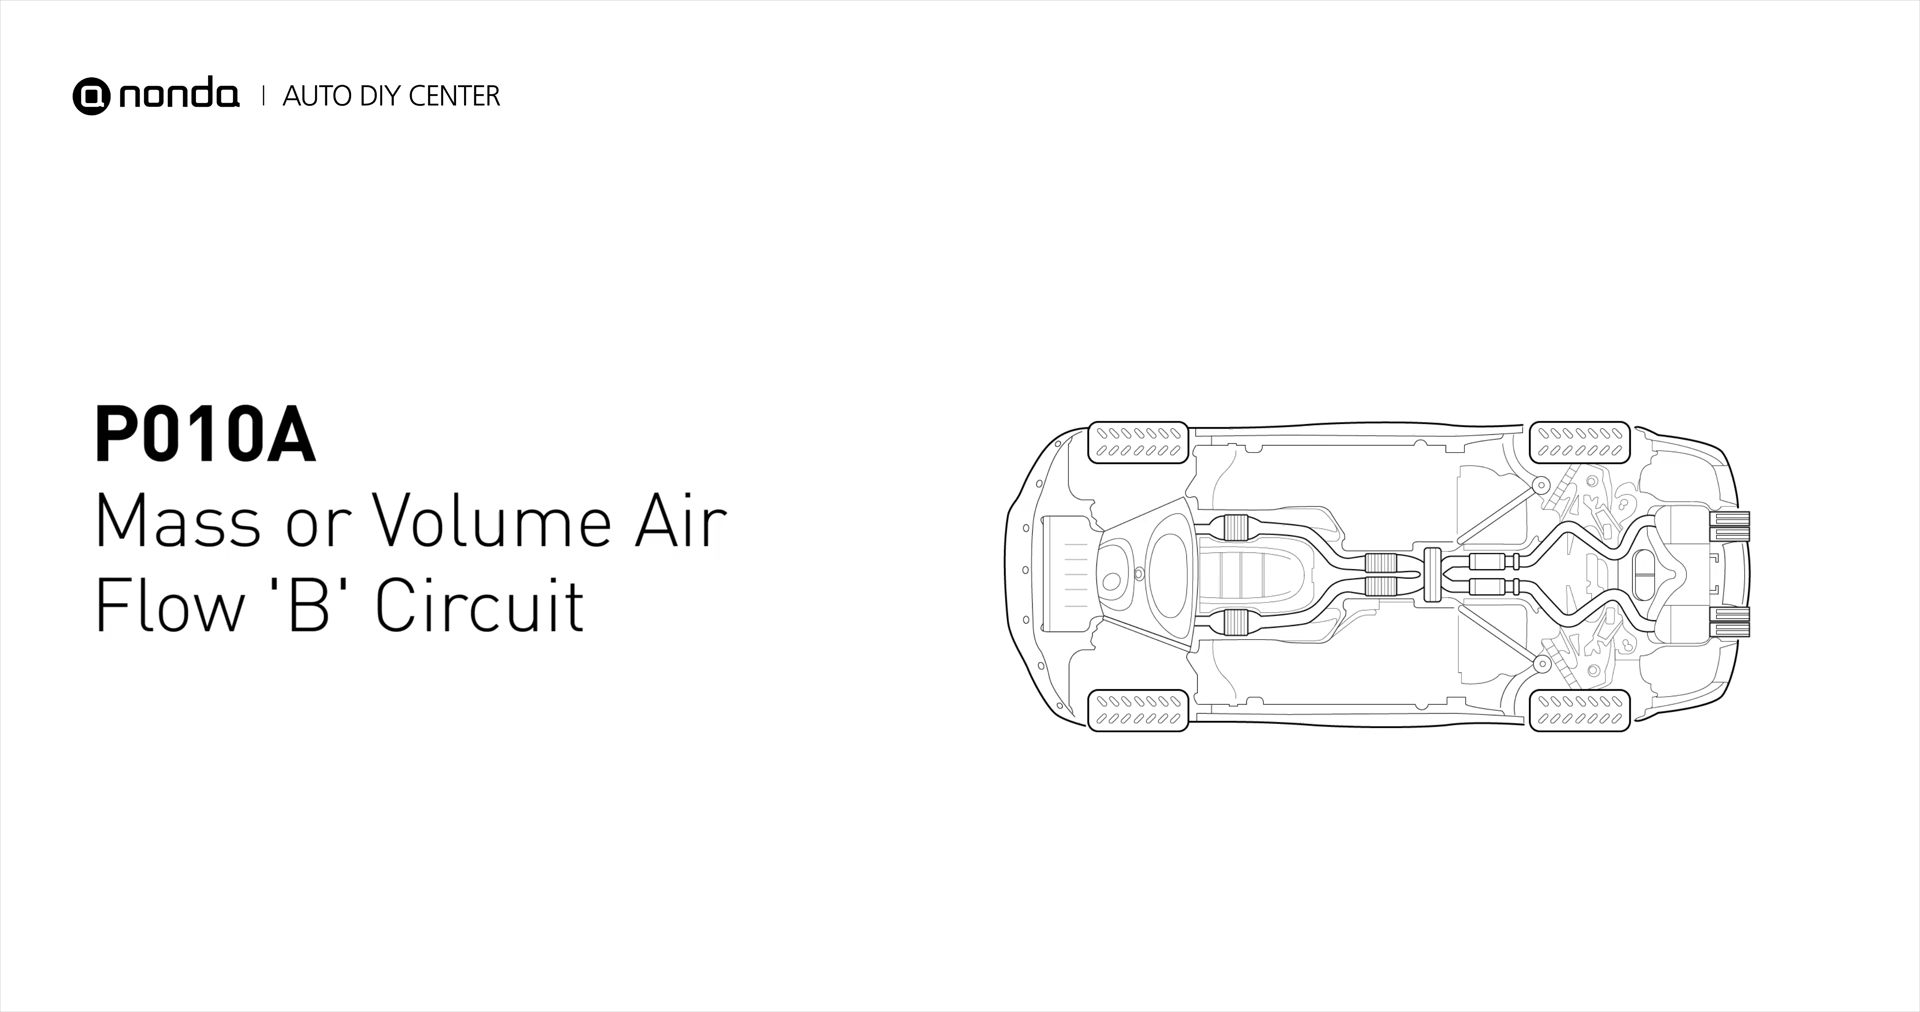 nonda | AUTO DIY CENTER
P010A
Mass or Volume Air
Flow 'B' Circuit